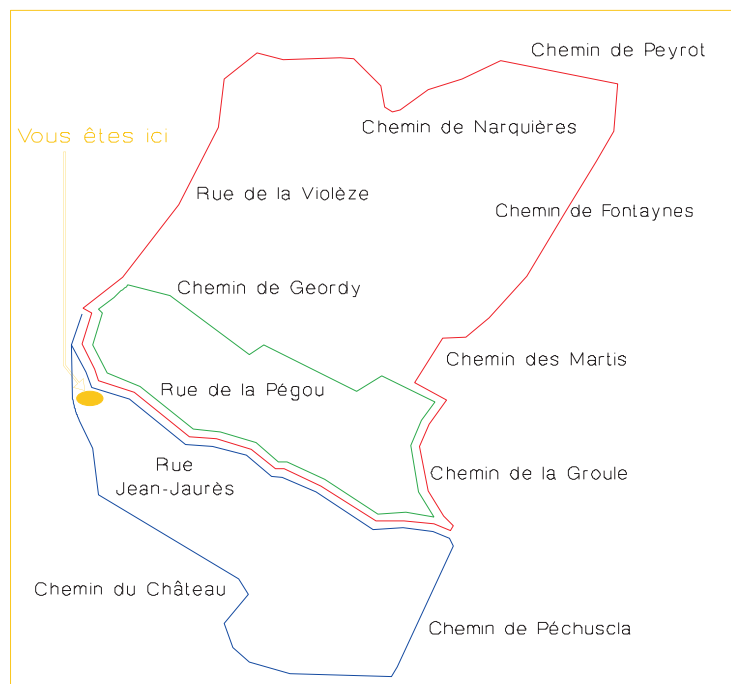 Chemin de Peyrot
Chemin de Narquières
Vous êtes ici
Rue de la Violèze
Chemin de Fontaynes
Chemin de Geordy
Chemin des Martis
Rue de la Pégou
Rue
Jean-Jaurès
Chemin de la Groule
Chemin du Château
Chemin de Péchuscla